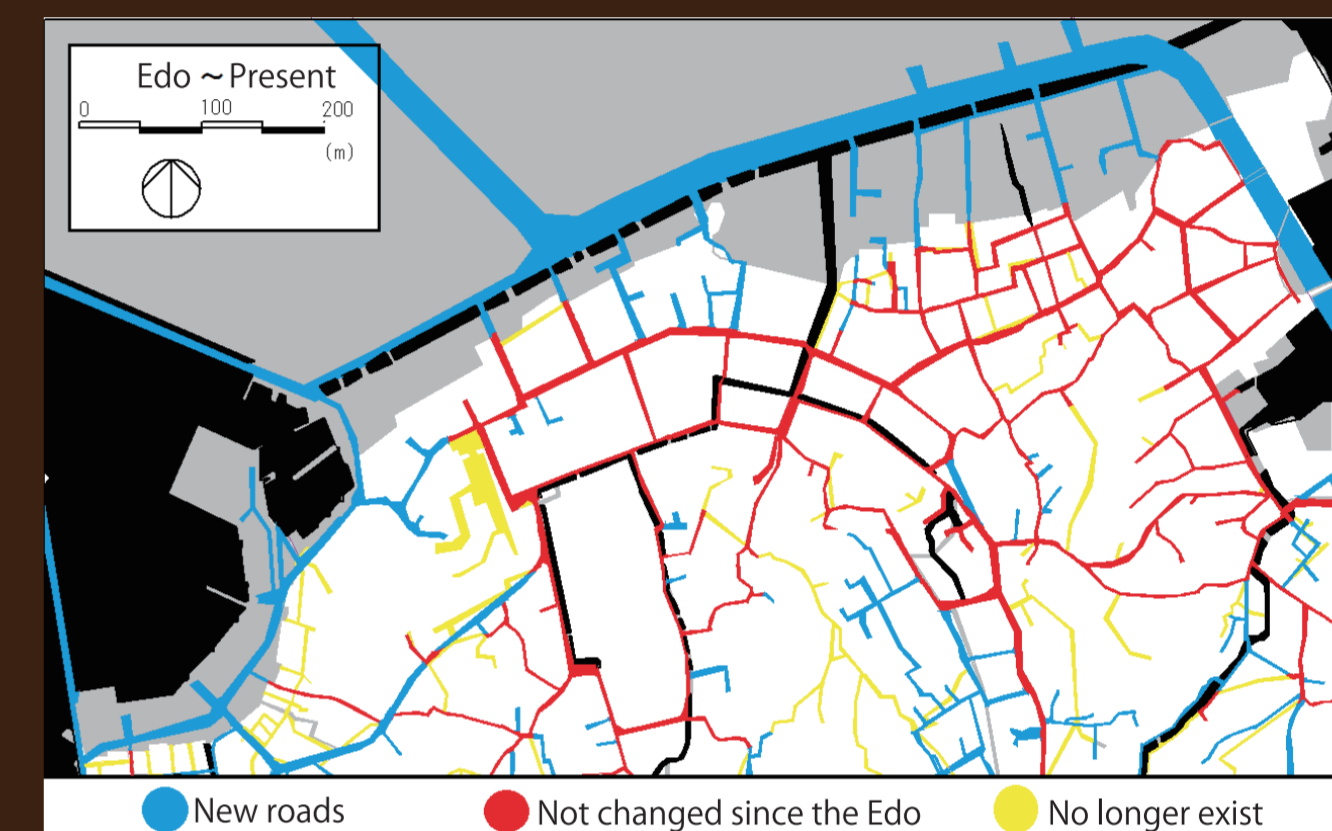 Edo ~ Present
0 100 200
(m)
New roads Not changed since the Edo No longer exist